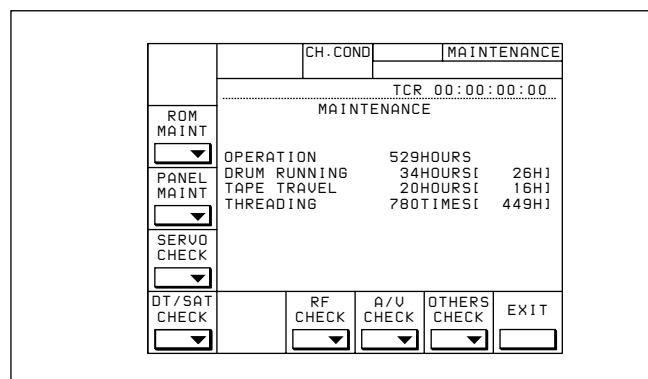 CH.COND
MAINTENANCE
TCR 00:00:00:00
MAINTENANCE
ROM
MAINT
OPERATION 529HOURS
DRUM RUNNING 34HOURS[ 26H]
TAPE TRAVEL 20HOURS[ 16H]
THREADING 780TIMES[ 449H]
PANEL
MAINT
SERVO
CHECK
DT/SAT
CHECK
RF
CHECK
A/V
CHECK
OTHERS
CHECK
EXIT